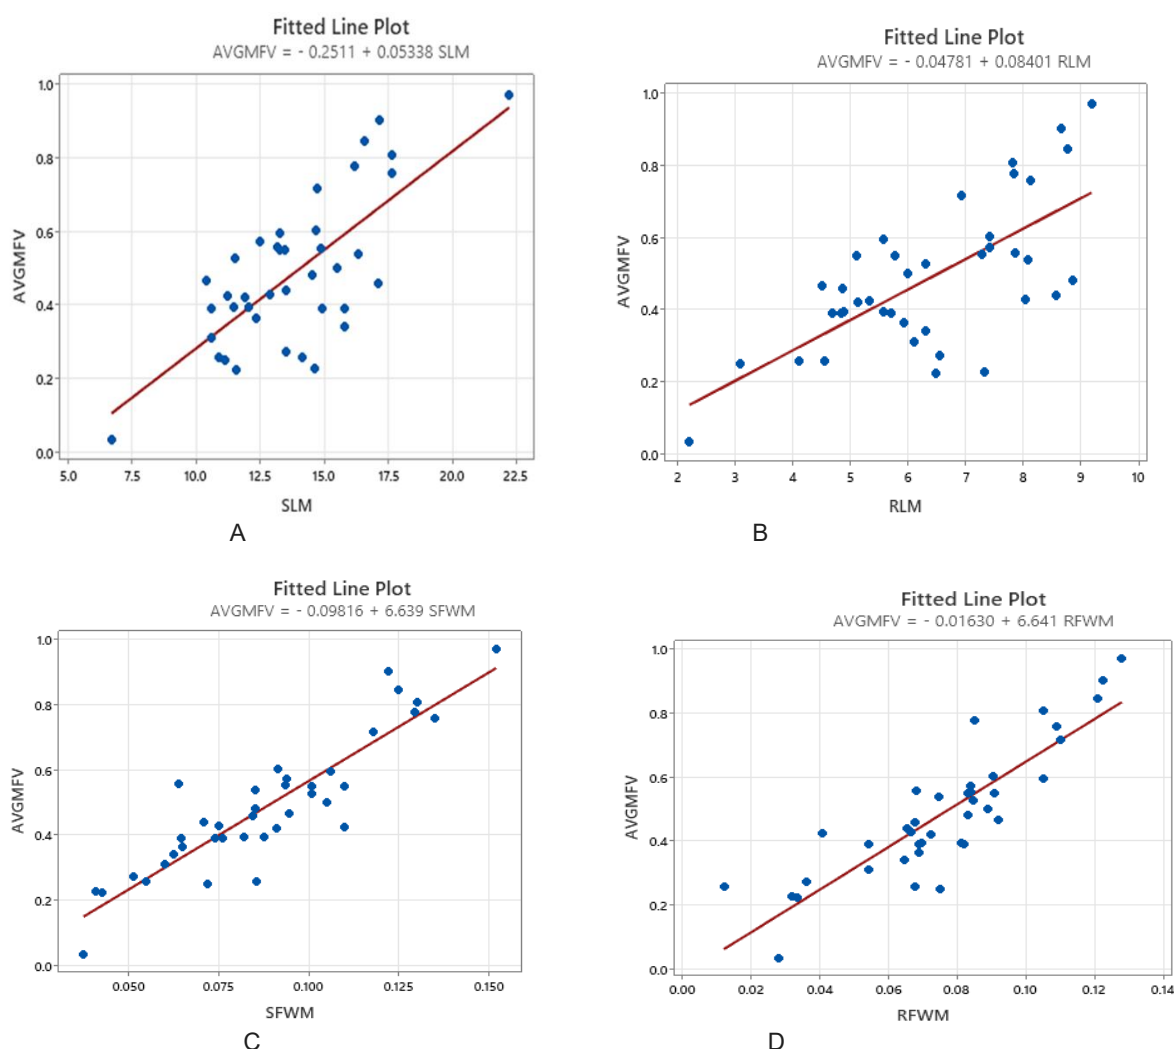 Fitted Line Plot
AVGMFV = - 0.2511 + 0.05338 SLM
1.0
0.8
0.6
0.4
0.2
0.0
AVGMFV
5.0 7.5 10.0 12.5 15.0 17.5 20.0 22.5
SLM
A
Fitted Line Plot
AVGMFV = - 0.04781 + 0.08401 RLM
1.0
0.8
0.6
0.4
0.2
0.0
AVGMFV
2 3 4 5 6 7 8 9 10
RLM
B
Fitted Line Plot
AVGMFV = - 0.09816 + 6.639 SFWM
1.0
0.8
0.6
0.4
0.2
0.0
AVGMFV
0.050 0.075 0.100 0.125 0.150
SFWM
C
Fitted Line Plot
AVGMFV = - 0.01630 + 6.641 RFWM
1.0
0.8
0.6
0.4
0.2
0.0
AVGMFV
0.00 0.02 0.04 0.06 0.08 0.10 0.12 0.14
RFWM
D